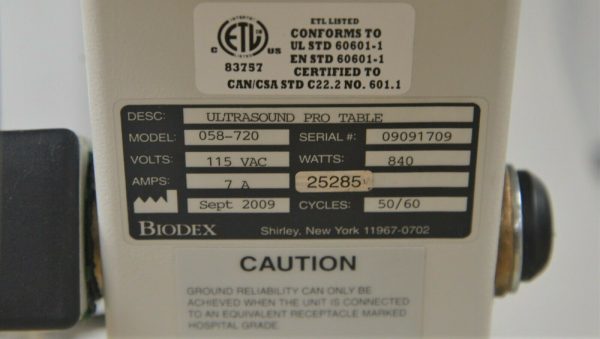 ETL LISTED
CONFORMS TO
UL STD 60601-1
EN STD 60601-1
CERTIFIED TO
CAN/CSA STD C22.2 NO. 601.1
ETL
C US
83757
DESC: ULTRASOUND PRO TABLE
MODEL: 058-720 SERIAL #: 09091709
VOLTS: 115 VAC WATTS: 840
AMPS: 7 A 25285
Sept 2009 CYCLES: 50/60
BIODEX Shirley, New York 11967-0702
CAUTION
GROUND RELIABILITY CAN ONLY BE
ACHIEVED WHEN THE UNIT IS CONNECTED
TO AN EQUIVALENT RECEPTACLE MARKED
HOSPITAL GRADE.